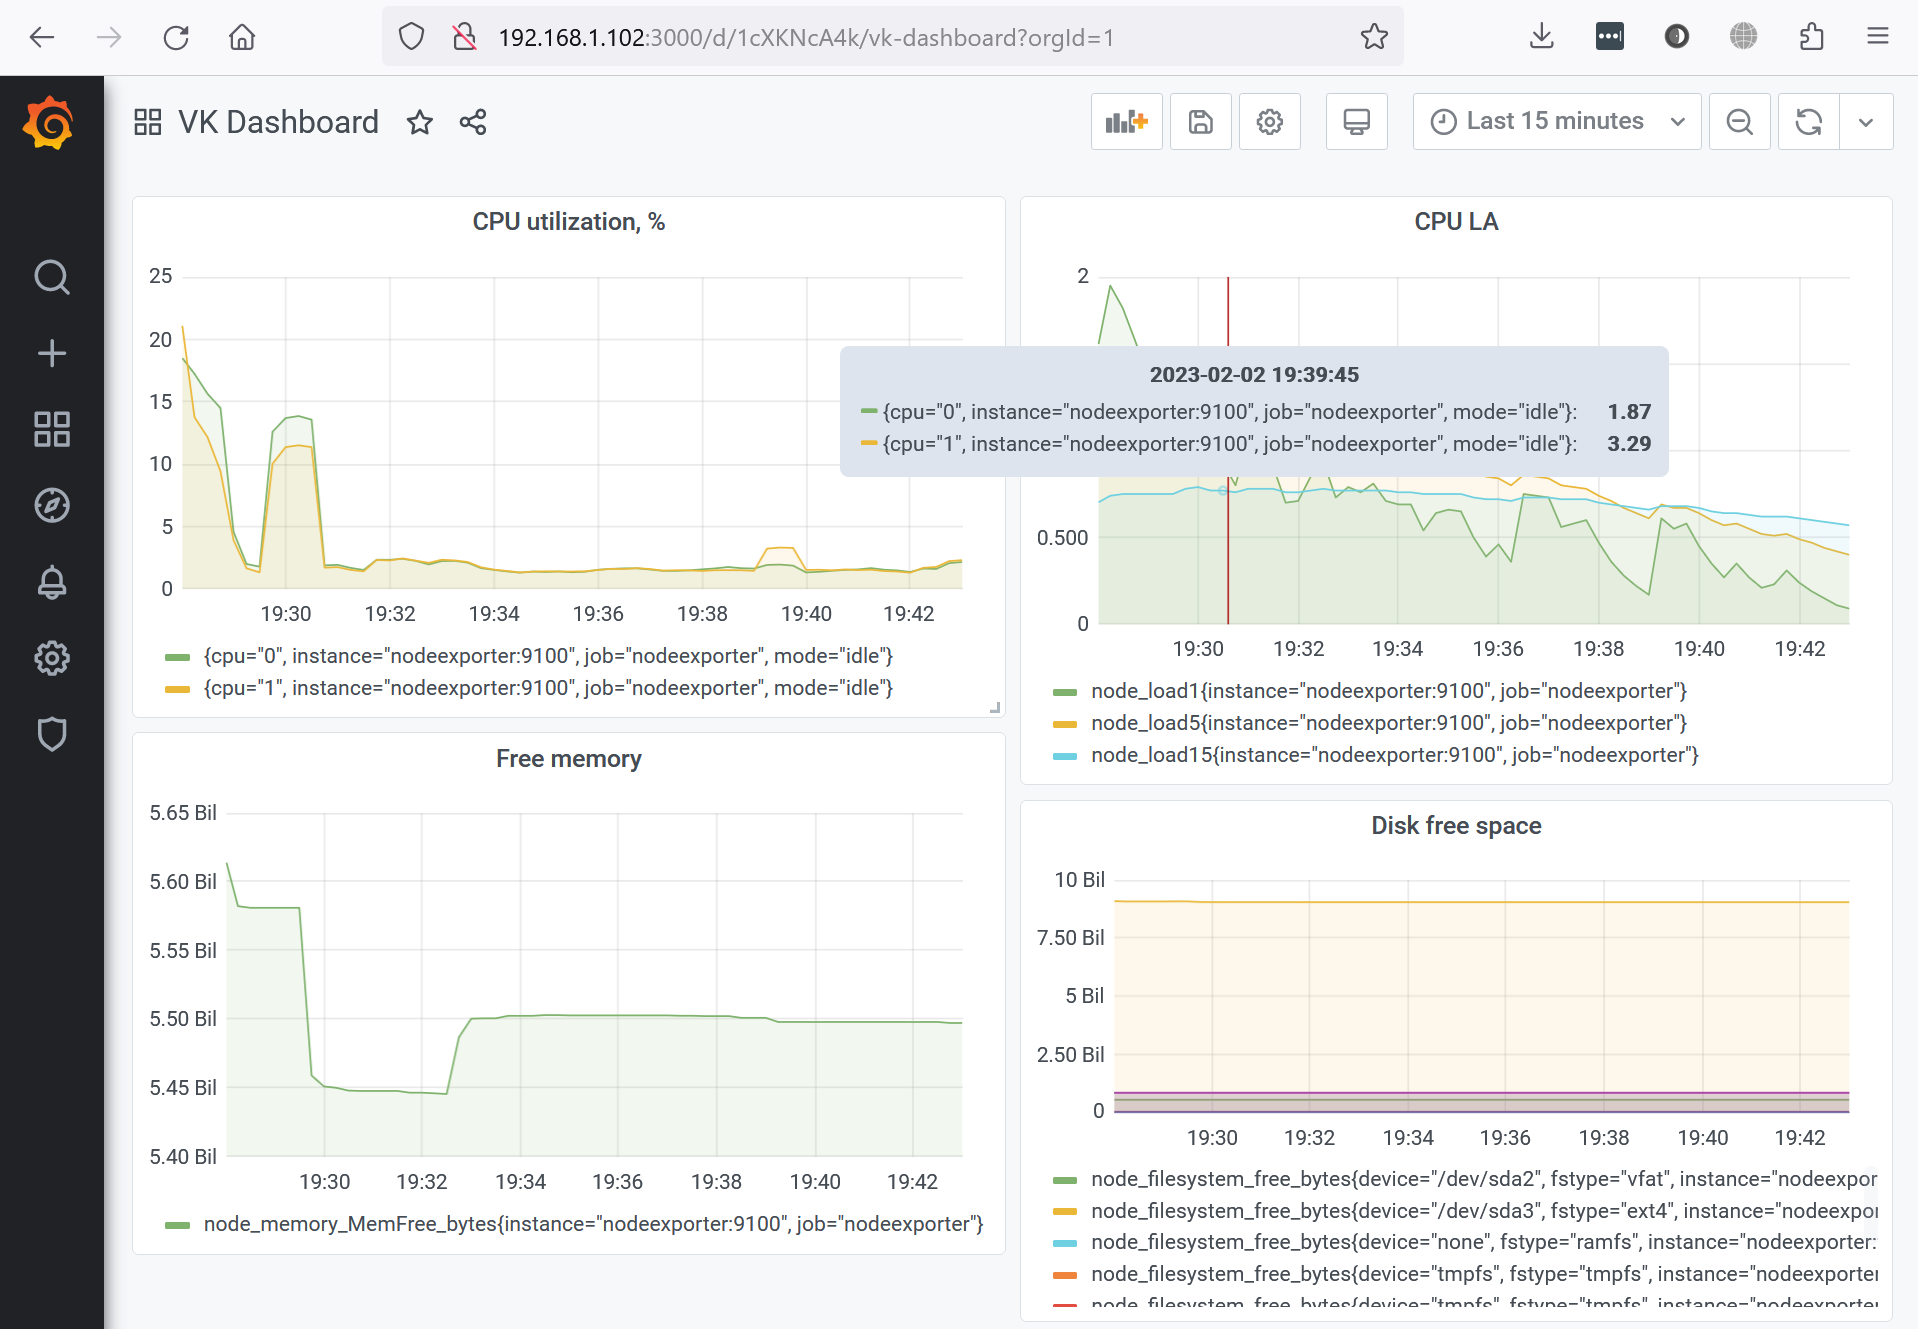 192.168.1.102:3000/d/1cXKNcA4k/vk-dashboard?orgId=1
VK Dashboard
Last 15 minutes
CPU utilization, %
25
20
15
10
5
0
19:30 19:32 19:34 19:36 19:38 19:40 19:42
{cpu="0", instance="nodeexporter:9100", job="nodeexporter", mode="idle"}
{cpu="1", instance="nodeexporter:9100", job="nodeexporter", mode="idle"}
CPU LA
2
0.500
0
19:30 19:32 19:34 19:36 19:38 19:40 19:42
node_load1{instance="nodeexporter:9100", job="nodeexporter"}
node_load5{instance="nodeexporter:9100", job="nodeexporter"}
node_load15{instance="nodeexporter:9100", job="nodeexporter"}
2023-02-02 19:39:45
{cpu="0", instance="nodeexporter:9100", job="nodeexporter", mode="idle"}: 1.87
{cpu="1", instance="nodeexporter:9100", job="nodeexporter", mode="idle"}: 3.29
Free memory
5.65 Bil
5.60 Bil
5.55 Bil
5.50 Bil
5.45 Bil
5.40 Bil
19:30 19:32 19:34 19:36 19:38 19:40 19:42
node_memory_MemFree_bytes{instance="nodeexporter:9100", job="nodeexporter"}
Disk free space
10 Bil
7.50 Bil
5 Bil
2.50 Bil
0
19:30 19:32 19:34 19:36 19:38 19:40 19:42
node_filesystem_free_bytes{device="/dev/sda2", fstype="vfat", instance="nodeexpor
node_filesystem_free_bytes{device="/dev/sda3", fstype="ext4", instance="nodeexpo
node_filesystem_free_bytes{device="none", fstype="ramfs", instance="nodeexporter:
node_filesystem_free_bytes{device="tmpfs", fstype="tmpfs", instance="nodeexporter
node_filesystem_free_bytes{device="tmpfs", fstype="tmpfs", instance="nodeexporter